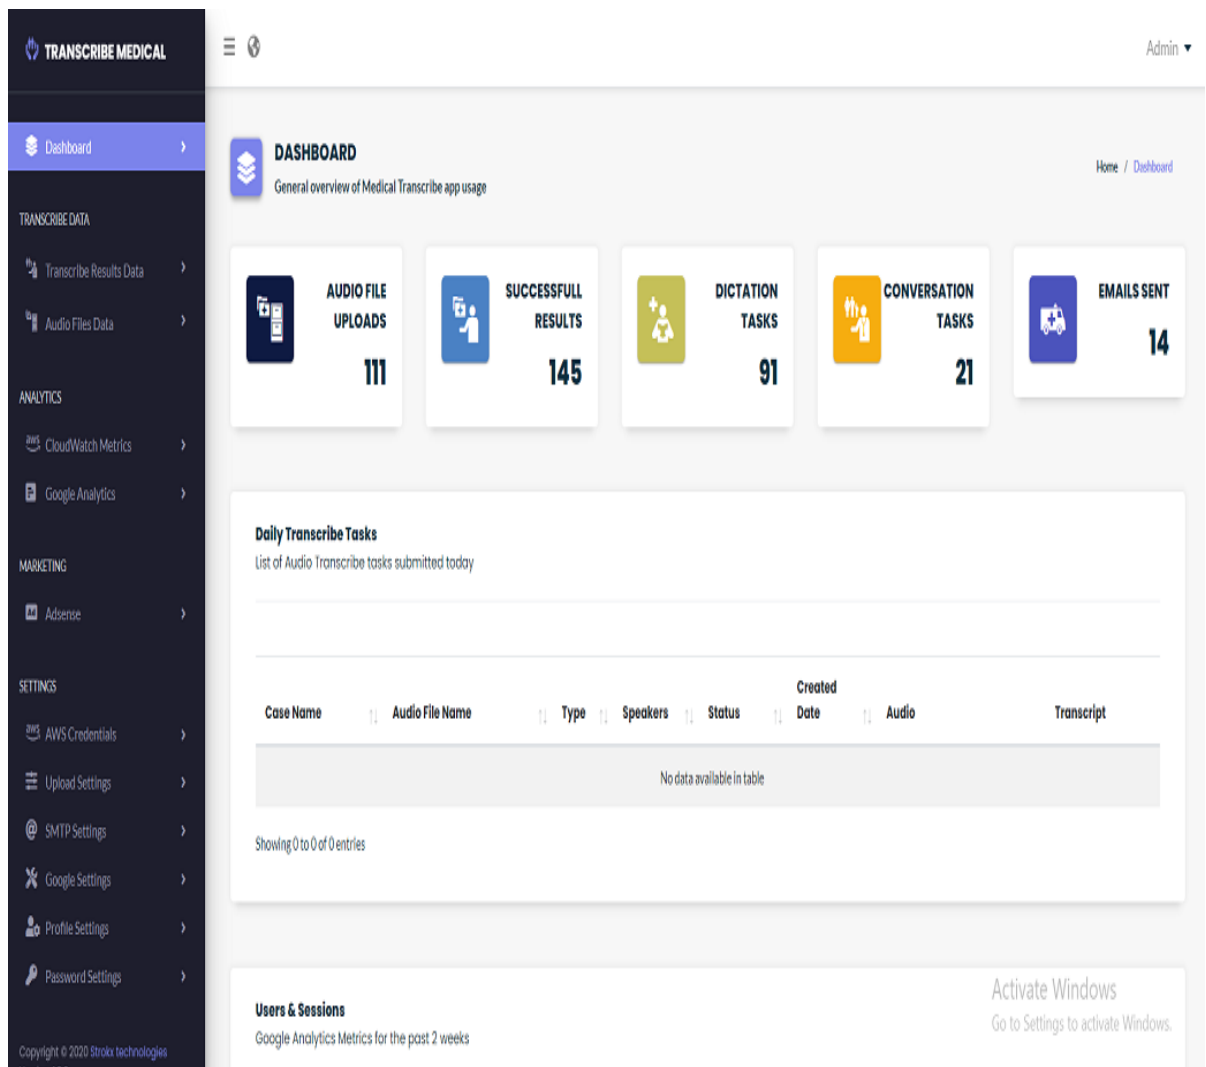 TRANSCRIBE MEDICAL
Admin
Dashboard
TRANSCRIBE DATA
Transcribe Results Data
Audio Files Data
ANALYTICS
aws CloudWatch Metrics
Google Analytics
MARKETING
Ad Adsense
SETTINGS
aws AWS Credentials
Upload Settings
@ SMTP Settings
Google Settings
Profile Settings
Password Settings
Copyright © 2020 Strokx technologies
DASHBOARD
General overview of Medical Transcribe app usage
Home / Dashboard
AUDIO FILE
UPLOADS
111
SUCCESSFULL
RESULTS
145
DICTATION
TASKS
91
CONVERSATION
TASKS
21
EMAILS SENT
14
Daily Transcribe Tasks
List of Audio Transcribe tasks submitted today
Case Name Audio File Name Type Speakers Status Created Date Audio Transcript
No data available in table
Showing 0 to 0 of 0 entries
Users & Sessions
Google Analytics Metrics for the past 2 weeks
Activate Windows
Go to Settings to activate Windows.